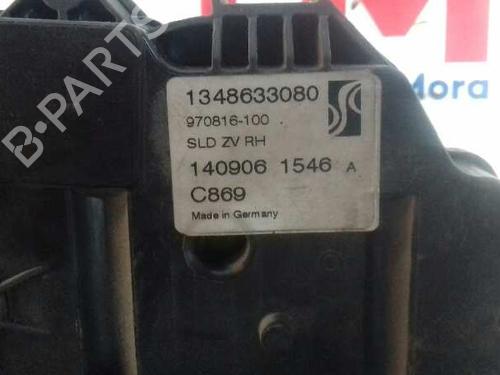 1348633080
970816-100
SLD ZV RH
140906 1546 A
C869
Made in Germany
Mora
B-PARTS